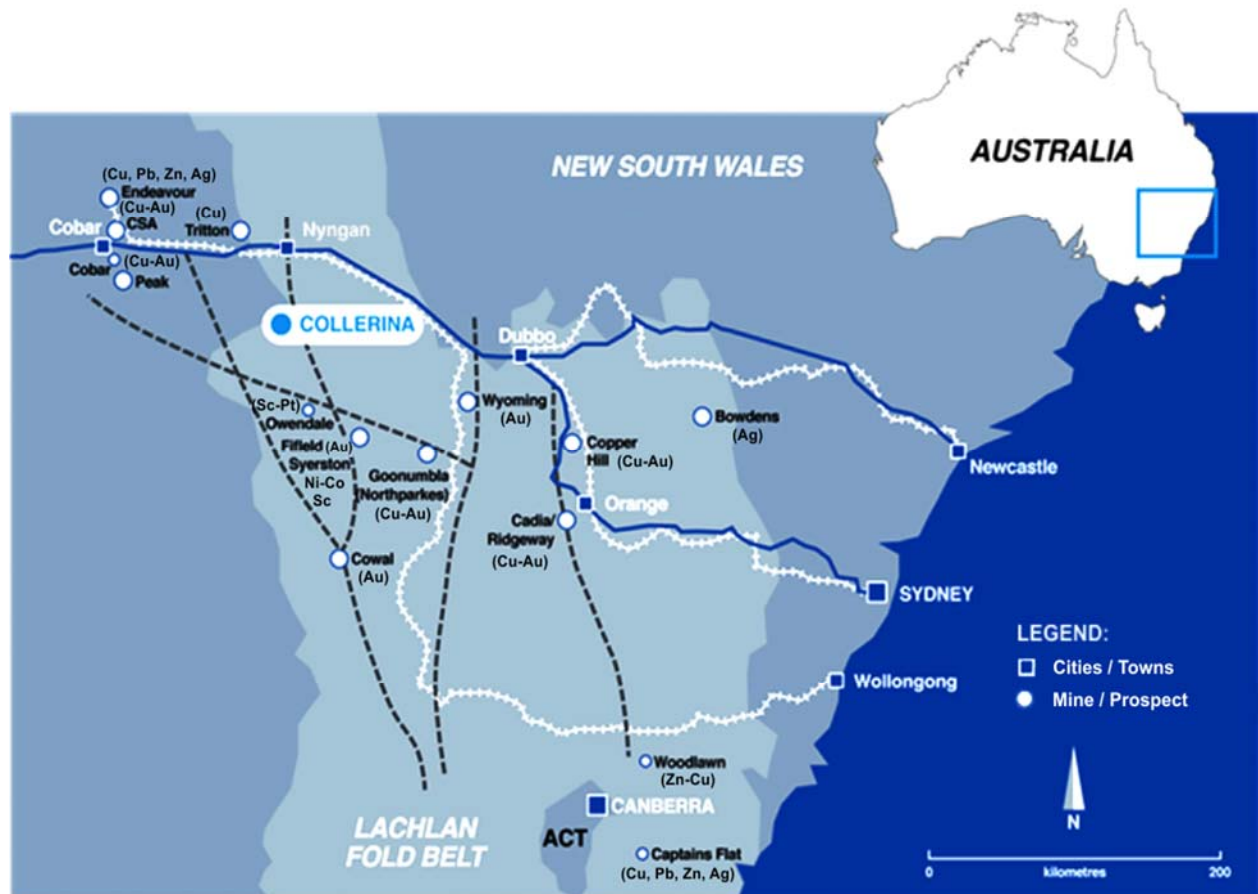 AUSTRALIA
NEW SOUTH WALES
(Cu, Pb, Zn, Ag)
Endeavour
(Cu-Au)
CSA
Cobar
(Cu)
Tritton
Nyngan
Cobar
(Cu-Au)
Peak
COLLERINA
Dubbo
(Sc-Pt)
Owendale
Wyoming
(Au)
Bowdens
(Ag)
Fifield (Au)
Syerston
Ni-Co
Sc
Goonumbla
(Northparkes)
(Cu-Au)
Copper
Hill (Cu-Au)
Newcastle
Orange
Cadia/
Ridgeway
(Cu-Au)
Cowal
(Au)
SYDNEY
LEGEND:
Cities / Towns
Mine / Prospect
Wollongong
Woodlawn
(Zn-Cu)
CANBERRA
ACT
LACHLAN
FOLD BELT
Captains Flat
(Cu, Pb, Zn, Ag)
N
0 200
kilometres